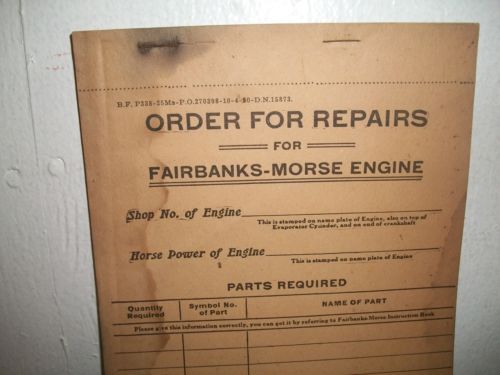 B.F. P338-25Ms-P.O.270398-10-4-20-D.N.15873.
ORDER FOR REPAIRS
FOR
FAIRBANKS-MORSE ENGINE
Shop No. of Engine
This is stamped on name plate of Engine, also on top of
Evaporator Cylinder, and on end of crankshaft
Horse Power of Engine
This is stamped on name plate of Engine
PARTS REQUIRED
Quantity Required Symbol No. of Part NAME OF PART
Please give this information correctly, you can get it by referring to Fairbanks-Morse Instruction Book